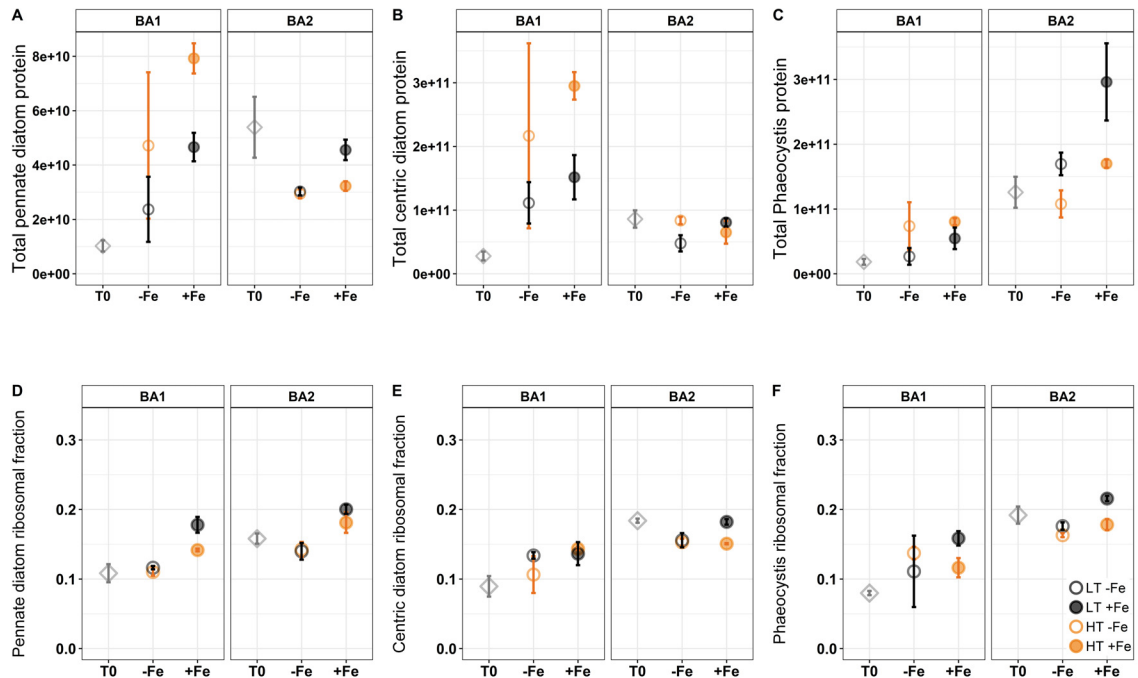 A
BA1
BA2
Total pennate diatom protein
8e+10
6e+10
4e+10
2e+10
0e+00
T0 -Fe +Fe
T0 -Fe +Fe
B
BA1
BA2
Total centric diatom protein
3e+11
2e+11
1e+11
0e+00
T0 -Fe +Fe
T0 -Fe +Fe
C
BA1
BA2
Total Phaeocystis protein
3e+11
2e+11
1e+11
0e+00
T0 -Fe +Fe
T0 -Fe +Fe
D
BA1
BA2
Pennate diatom ribosomal fraction
0.3
0.2
0.1
0.0
T0 -Fe +Fe
T0 -Fe +Fe
E
BA1
BA2
Centric diatom ribosomal fraction
0.3
0.2
0.1
0.0
T0 -Fe +Fe
T0 -Fe +Fe
F
BA1
BA2
Phaeocystis ribosomal fraction
0.3
0.2
0.1
0.0
T0 -Fe +Fe
T0 -Fe +Fe
LT -Fe
LT +Fe
HT -Fe
HT +Fe